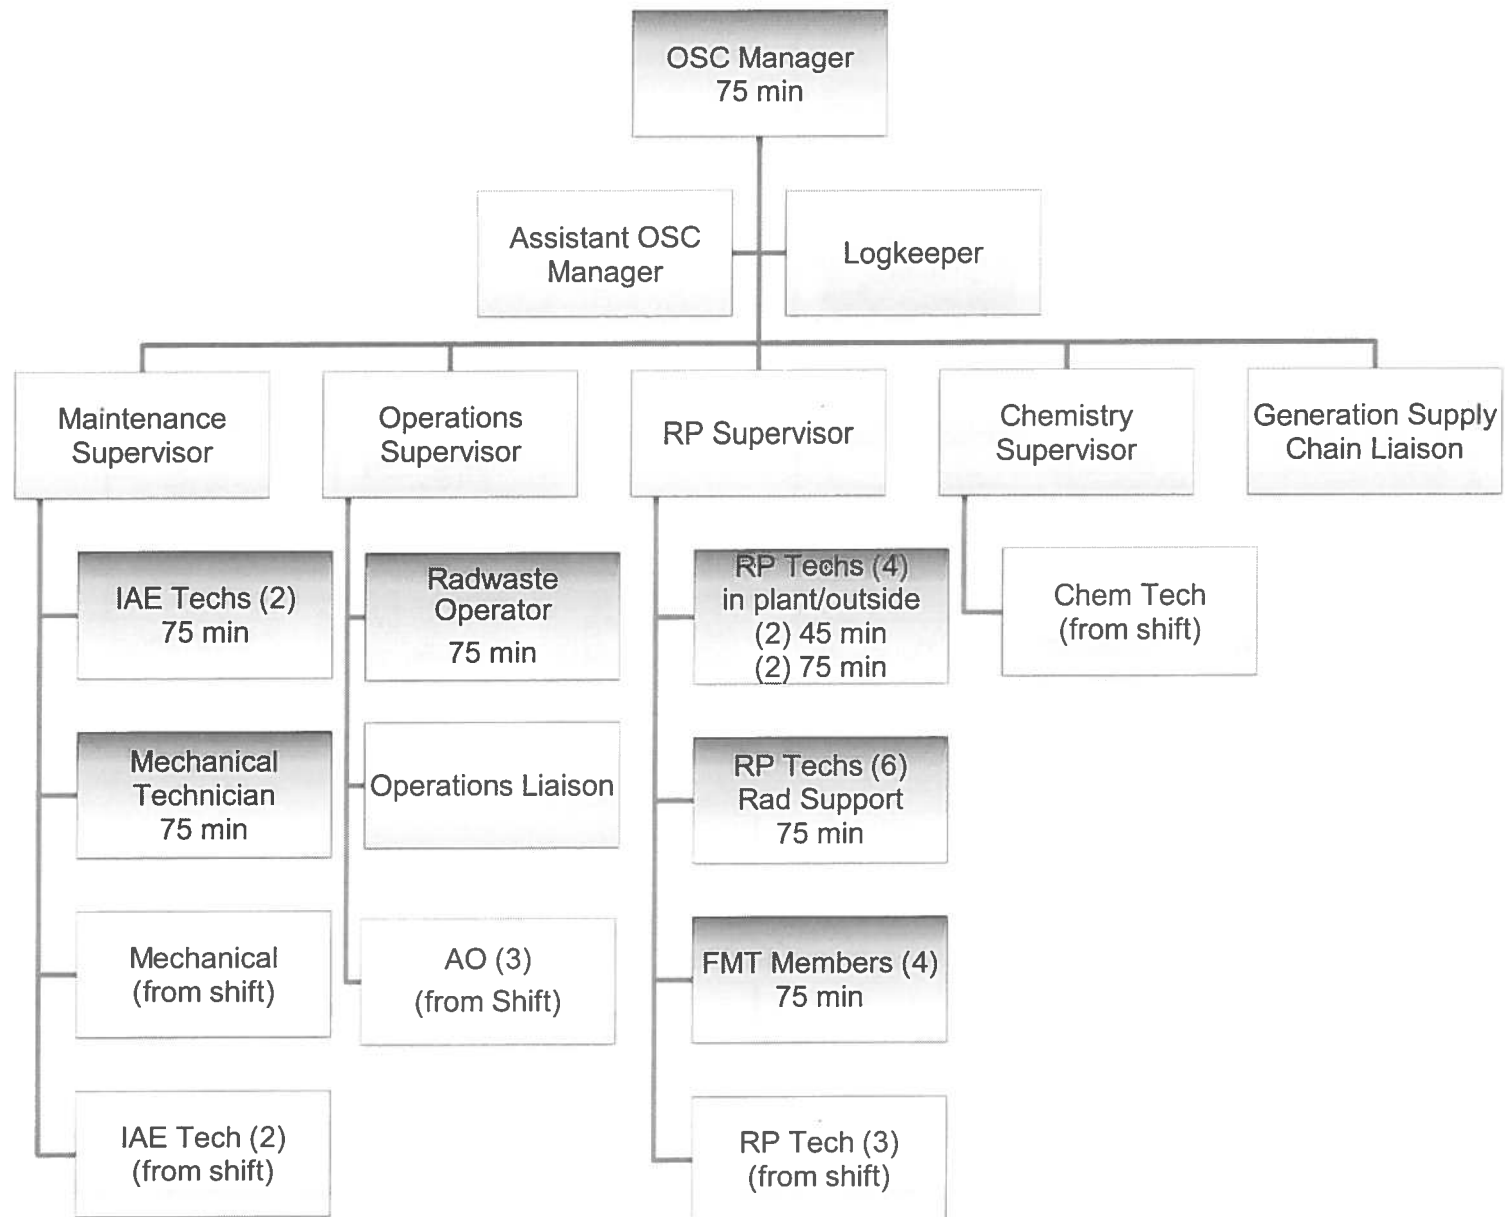 OSC Manager
75 min
Assistant OSC
Manager
Logkeeper
Maintenance
Supervisor
Operations
Supervisor
RP Supervisor
Chemistry
Supervisor
Generation Supply
Chain Liaison
IAE Techs (2)
75 min
Mechanical
Technician
75 min
Mechanical
(from shift)
IAE Tech (2)
(from shift)
Radwaste
Operator
75 min
Operations Liaison
AO (3)
(from Shift)
RP Techs (4)
in plant/outside
(2) 45 min
(2) 75 min
RP Techs (6)
Rad Support
75 min
FMT Members (4)
75 min
RP Tech (3)
(from shift)
Chem Tech
(from shift)